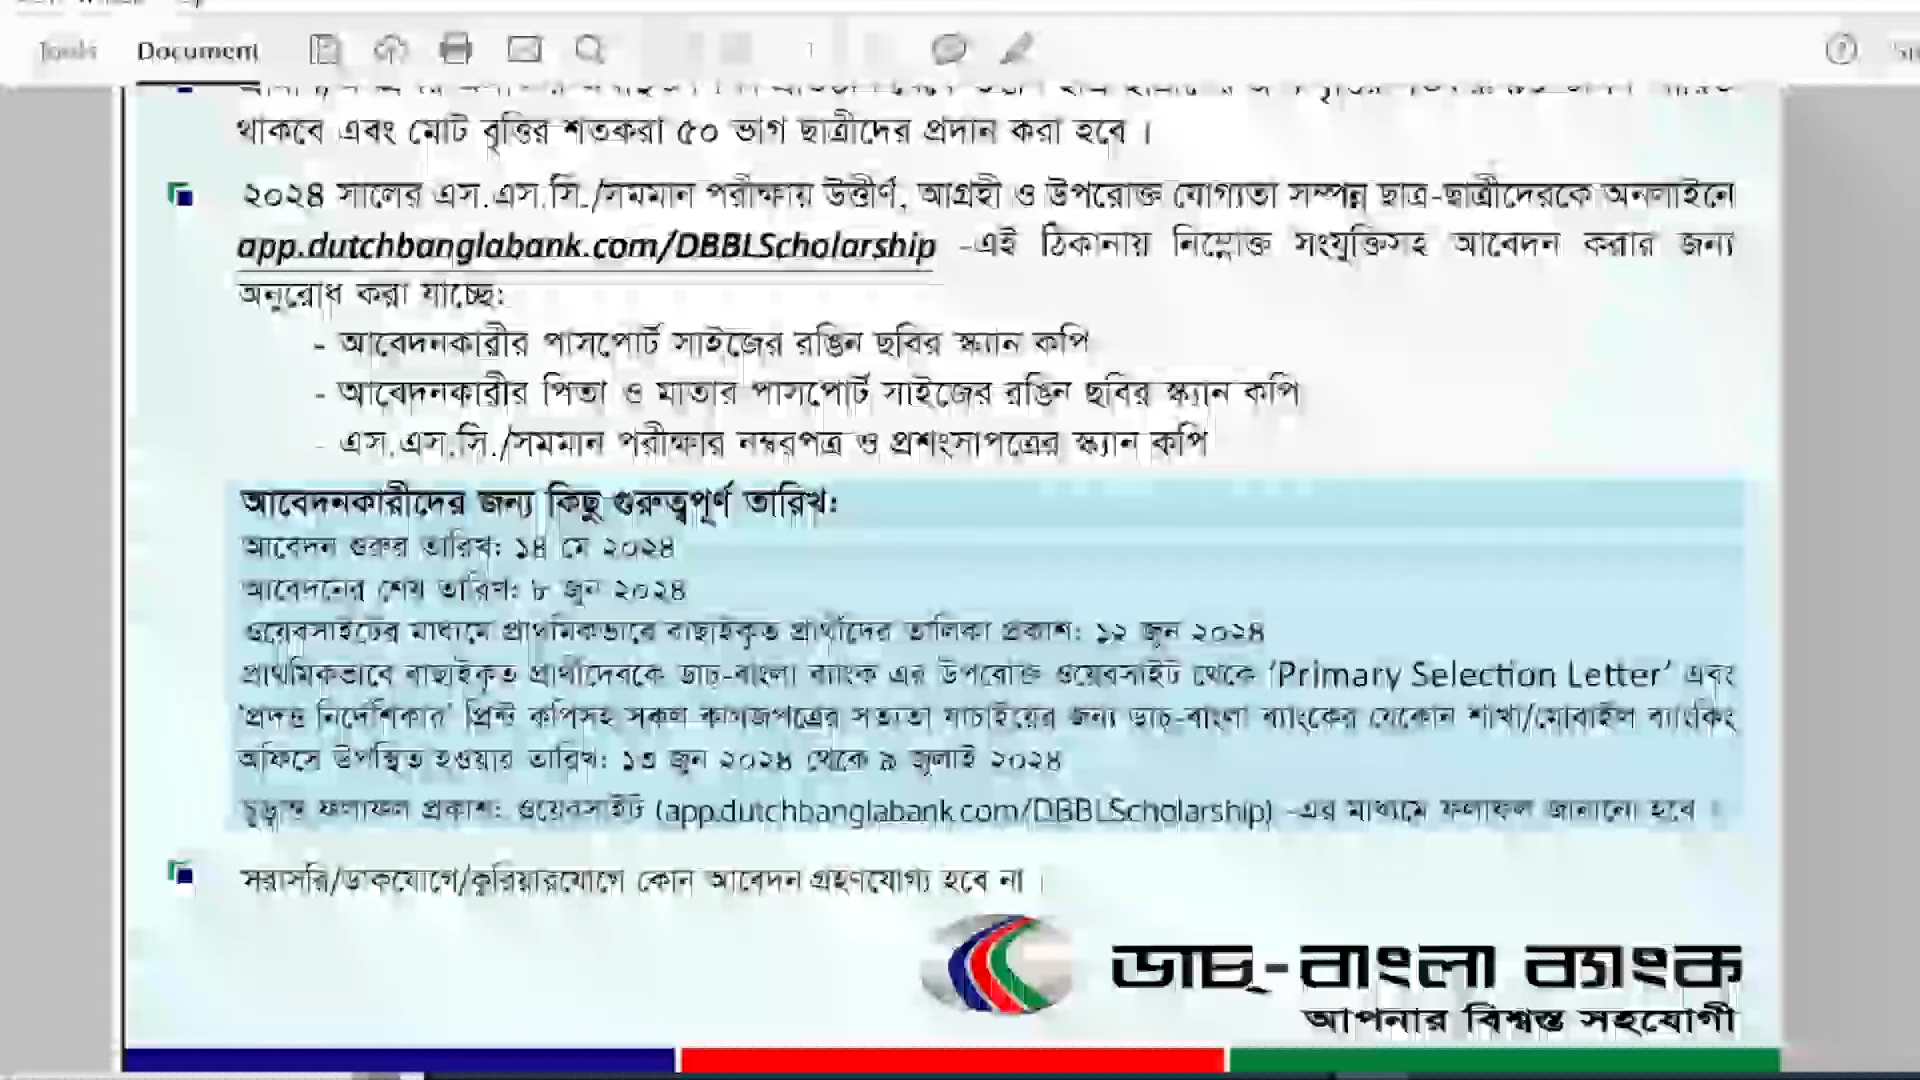 Tools Document 1
থাকবে এবং মোট বৃত্তির শতকরা ৫০ ভাগ ছাত্রীদের প্রদান করা হবে ।
২০২৪ সালের এস.এস.সি./সমমান পরীক্ষায় উত্তীর্ণ, আগ্রহী ও উপরোক্ত যোগ্যতা সম্পন্ন ছাত্র-ছাত্রীদেরকে অনলাইনে
app.dutchbanglabank.com/DBBLScholarship -এই ঠিকানায় নিম্নোক্ত সংযুক্তিসহ আবেদন করার জন্য
অনুরোধ করা যাচ্ছে:
- আবেদনকারীর পাসপোর্ট সাইজের রঙিন ছবির স্ক্যান কপি
- আবেদনকারীর পিতা ও মাতার পাসপোর্ট সাইজের রঙিন ছবির স্ক্যান কপি
- এস.এস.সি./সমমান পরীক্ষার নম্বরপত্র ও প্রশংসাপত্রের স্ক্যান কপি
আবেদনকারীদের জন্য কিছু গুরুত্বপূর্ণ তারিখ:
আবেদন শুরুর তারিখ: ১৪ মে ২০২৪
আবেদনের শেষ তারিখ: ৮ জুন ২০২৪
ওয়েবসাইটের মাধ্যমে প্রাথমিকভাবে বাছাইকৃত প্রার্থীদের তালিকা প্রকাশ: ১২ জুন ২০২৪
প্রাথমিকভাবে বাছাইকৃত প্রার্থীদেরকে ডাচ্-বাংলা ব্যাংক এর উপরোক্ত ওয়েবসাইট থেকে ‘Primary Selection Letter’ এবং
‘প্রদত্ত নির্দেশিকার’ প্রিন্ট কপিসহ সকল কাগজপত্রের সত্যতা যাচাইয়ের জন্য ডাচ্-বাংলা ব্যাংকের যেকোন শাখা/মোবাইল ব্যাংকিং
অফিসে উপস্থিত হওয়ার তারিখ: ১৩ জুন ২০২৪ থেকে ৯ জুলাই ২০২৪
চূড়ান্ত ফলাফল প্রকাশ: ওয়েবসাইট (app.dutchbanglabank.com/DBBLScholarship) -এর মাধ্যমে ফলাফল জানানো হবে ।
সরাসরি/ডাকযোগে/কুরিয়ারযোগে কোন আবেদন গ্রহণযোগ্য হবে না ।
ডাচ্-বাংলা ব্যাংক
আপনার বিশ্বস্ত সহযোগী